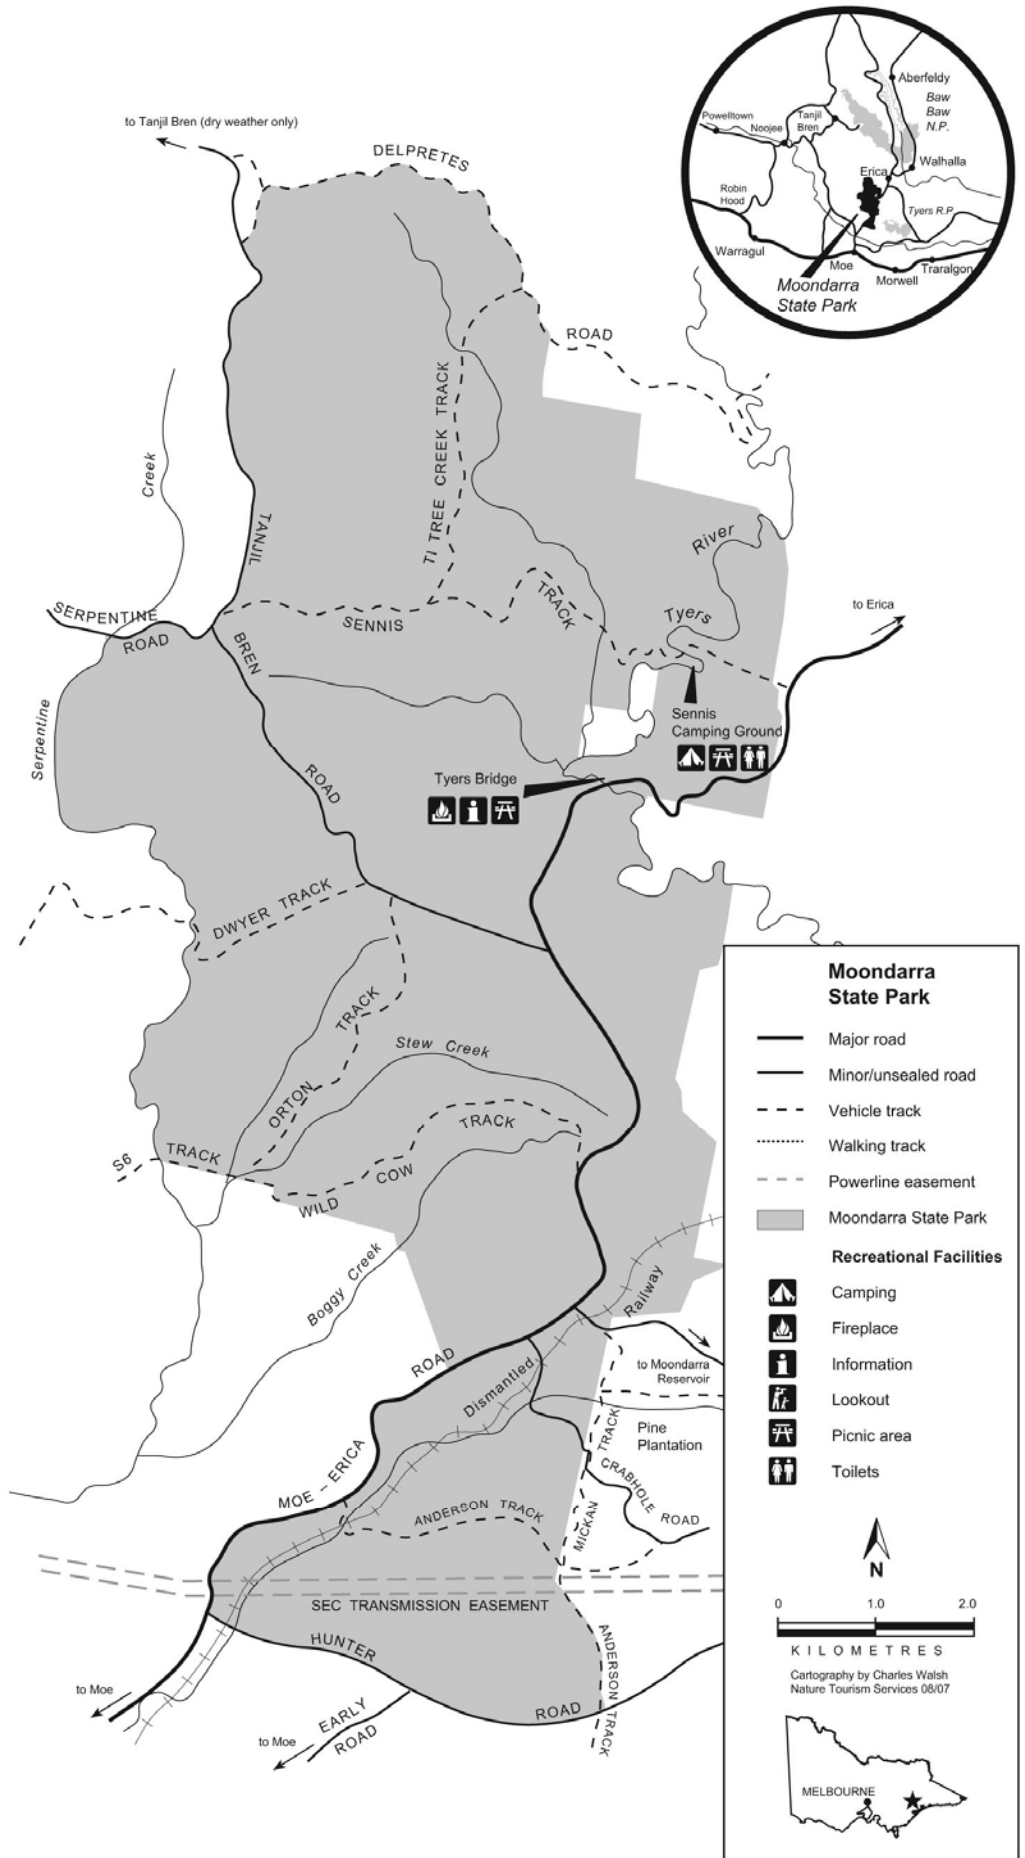 to Tanjil Bren (dry weather only)
DELPRETES
ROAD
Aberfeldy
Baw
Baw
N.P.
Powelltown
Noojee
Tanjil
Bren
Erica
Walhalla
Robin
Hood
Tyers R.P.
Warragul
Moe
Morwell
Traralgon
Moondarra
State Park
Creek
TANJIL
TI TREE CREEK TRACK
River
Tyers
to Erica
SERPENTINE
ROAD
BREN
SENNIS
TRACK
Serpentine
Sennis
Camping Ground
ROAD
Tyers Bridge
DWYER TRACK
TRACK
ORTON
Stew Creek
S6
TRACK
TRACK
COW
WILD
Boggy Creek
Railway
ROAD
Dismantled
to Moondarra
Reservoir
Pine
Plantation
TRACK
CRABHOLE
ROAD
MOE – ERICA
ANDERSON TRACK
MICKAN
SEC TRANSMISSION EASEMENT
HUNTER
ANDERSON TRACK
ROAD
to Moe
EARLY
ROAD
to Moe
Moondarra
State Park
Major road
Minor/unsealed road
Vehicle track
Walking track
Powerline easement
Moondarra State Park
Recreational Facilities
Camping
Fireplace
Information
Lookout
Picnic area
Toilets
N
0 1.0 2.0
KILOMETRES
Cartography by Charles Walsh
Nature Tourism Services 08/07
MELBOURNE